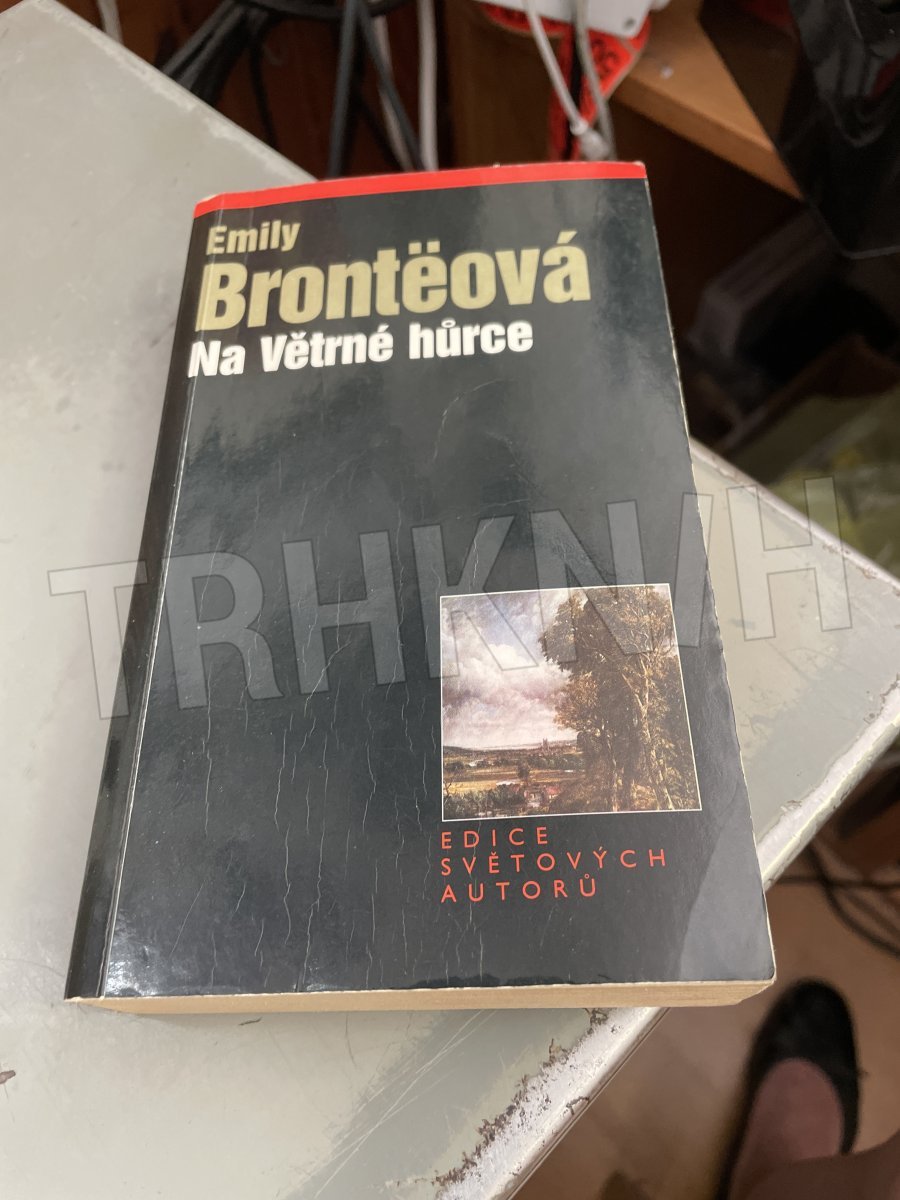 Emily
Brontëová
Na Větrné hůrce
TRHKNIH
EDICE
SVĚTOVÝCH
AUTORŮ